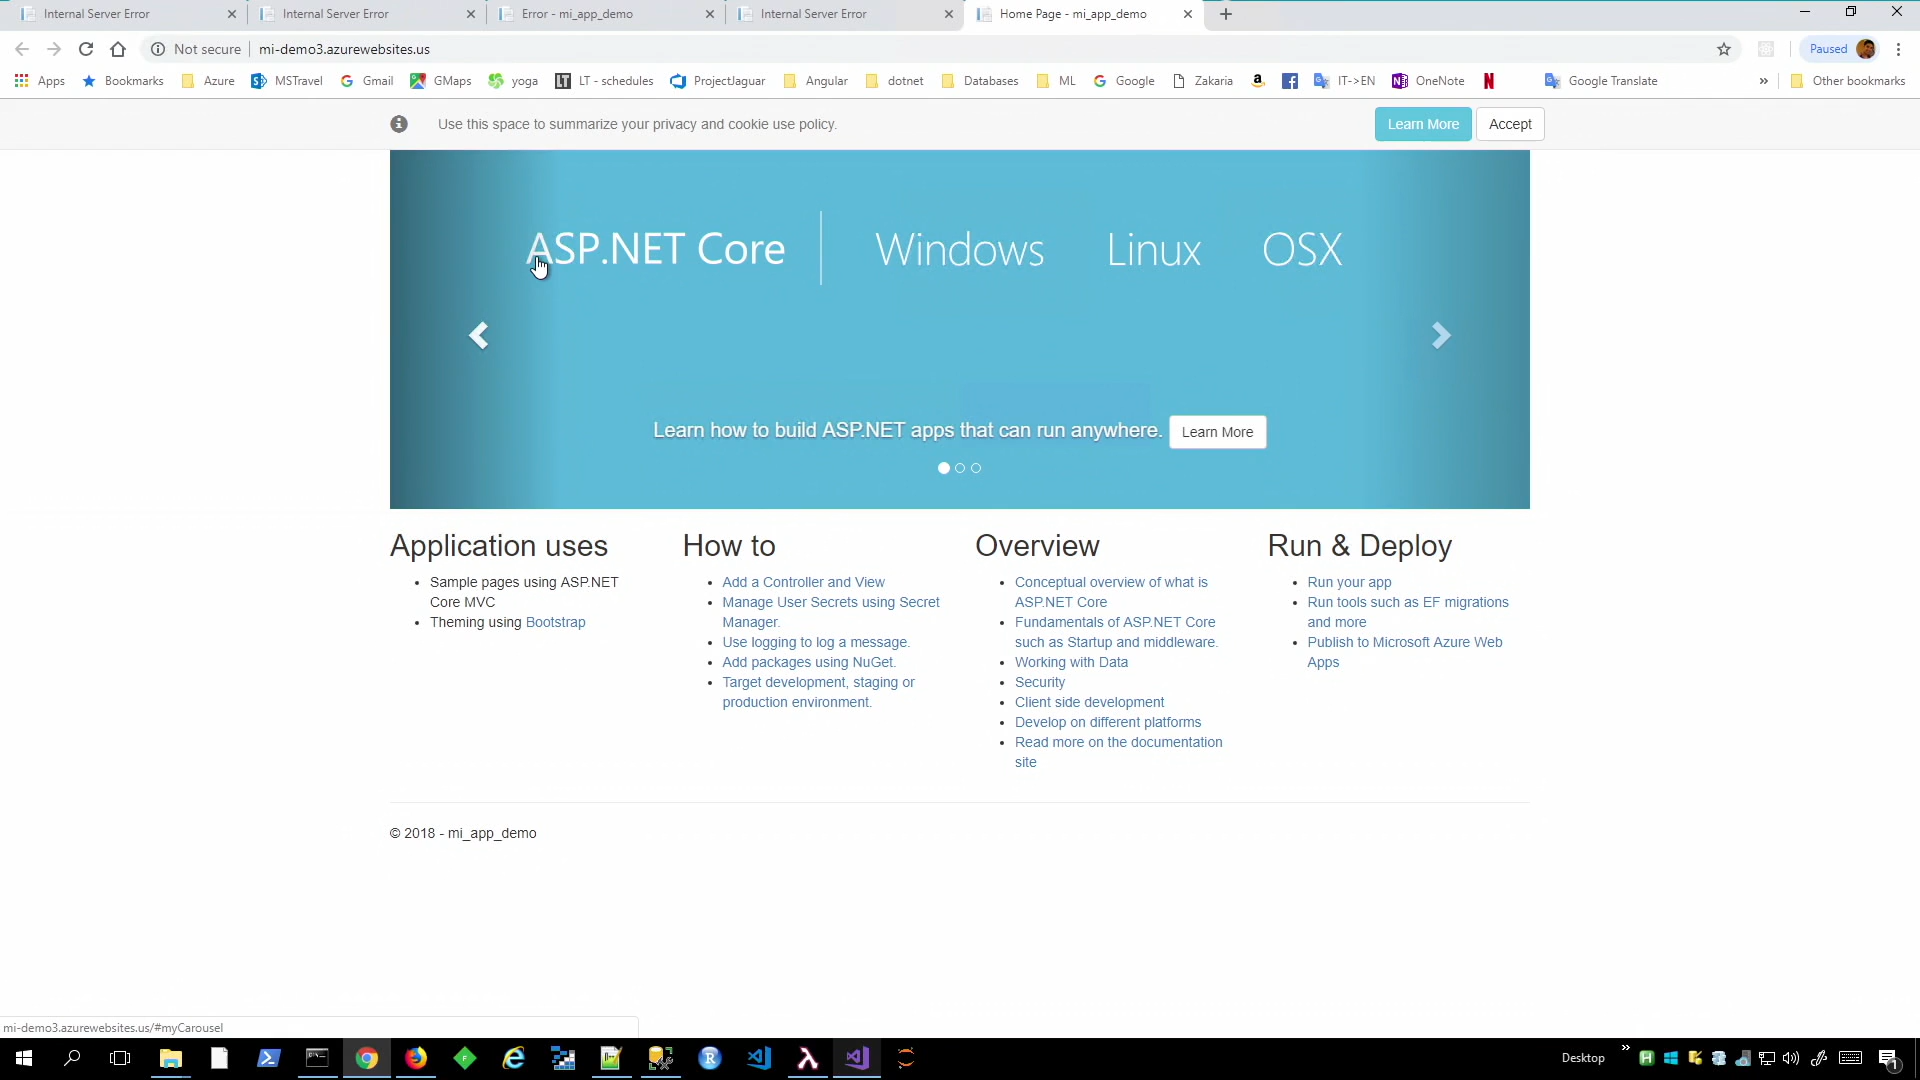 Internal Server Error
Internal Server Error
Error - mi_app_demo
Internal Server Error
Home Page - mi_app_demo
Not secure
mi-demo3.azurewebsites.us
Paused
Apps
Bookmarks
Azure
MSTravel
Gmail
GMaps
yoga
LT - schedules
ProjectJaguar
Angular
dotnet
Databases
ML
Google
Zakaria
IT->EN
OneNote
Google Translate
»
Other bookmarks
Use this space to summarize your privacy and cookie use policy.
Learn More
Accept
ASP.NET Core
Windows
Linux
OSX
Learn how to build ASP.NET apps that can run anywhere.
Learn More
Application uses
• Sample pages using ASP.NET
Core MVC
• Theming using Bootstrap
How to
• Add a Controller and View
• Manage User Secrets using Secret
Manager.
• Use logging to log a message.
• Add packages using NuGet.
• Target development, staging or
production environment.
Overview
• Conceptual overview of what is
ASP.NET Core
• Fundamentals of ASP.NET Core
such as Startup and middleware.
• Working with Data
• Security
• Client side development
• Develop on different platforms
• Read more on the documentation
site
Run & Deploy
• Run your app
• Run tools such as EF migrations
and more
• Publish to Microsoft Azure Web
Apps
© 2018 - mi_app_demo
mi-demo3.azurewebsites.us/#myCarousel
Desktop
»
1